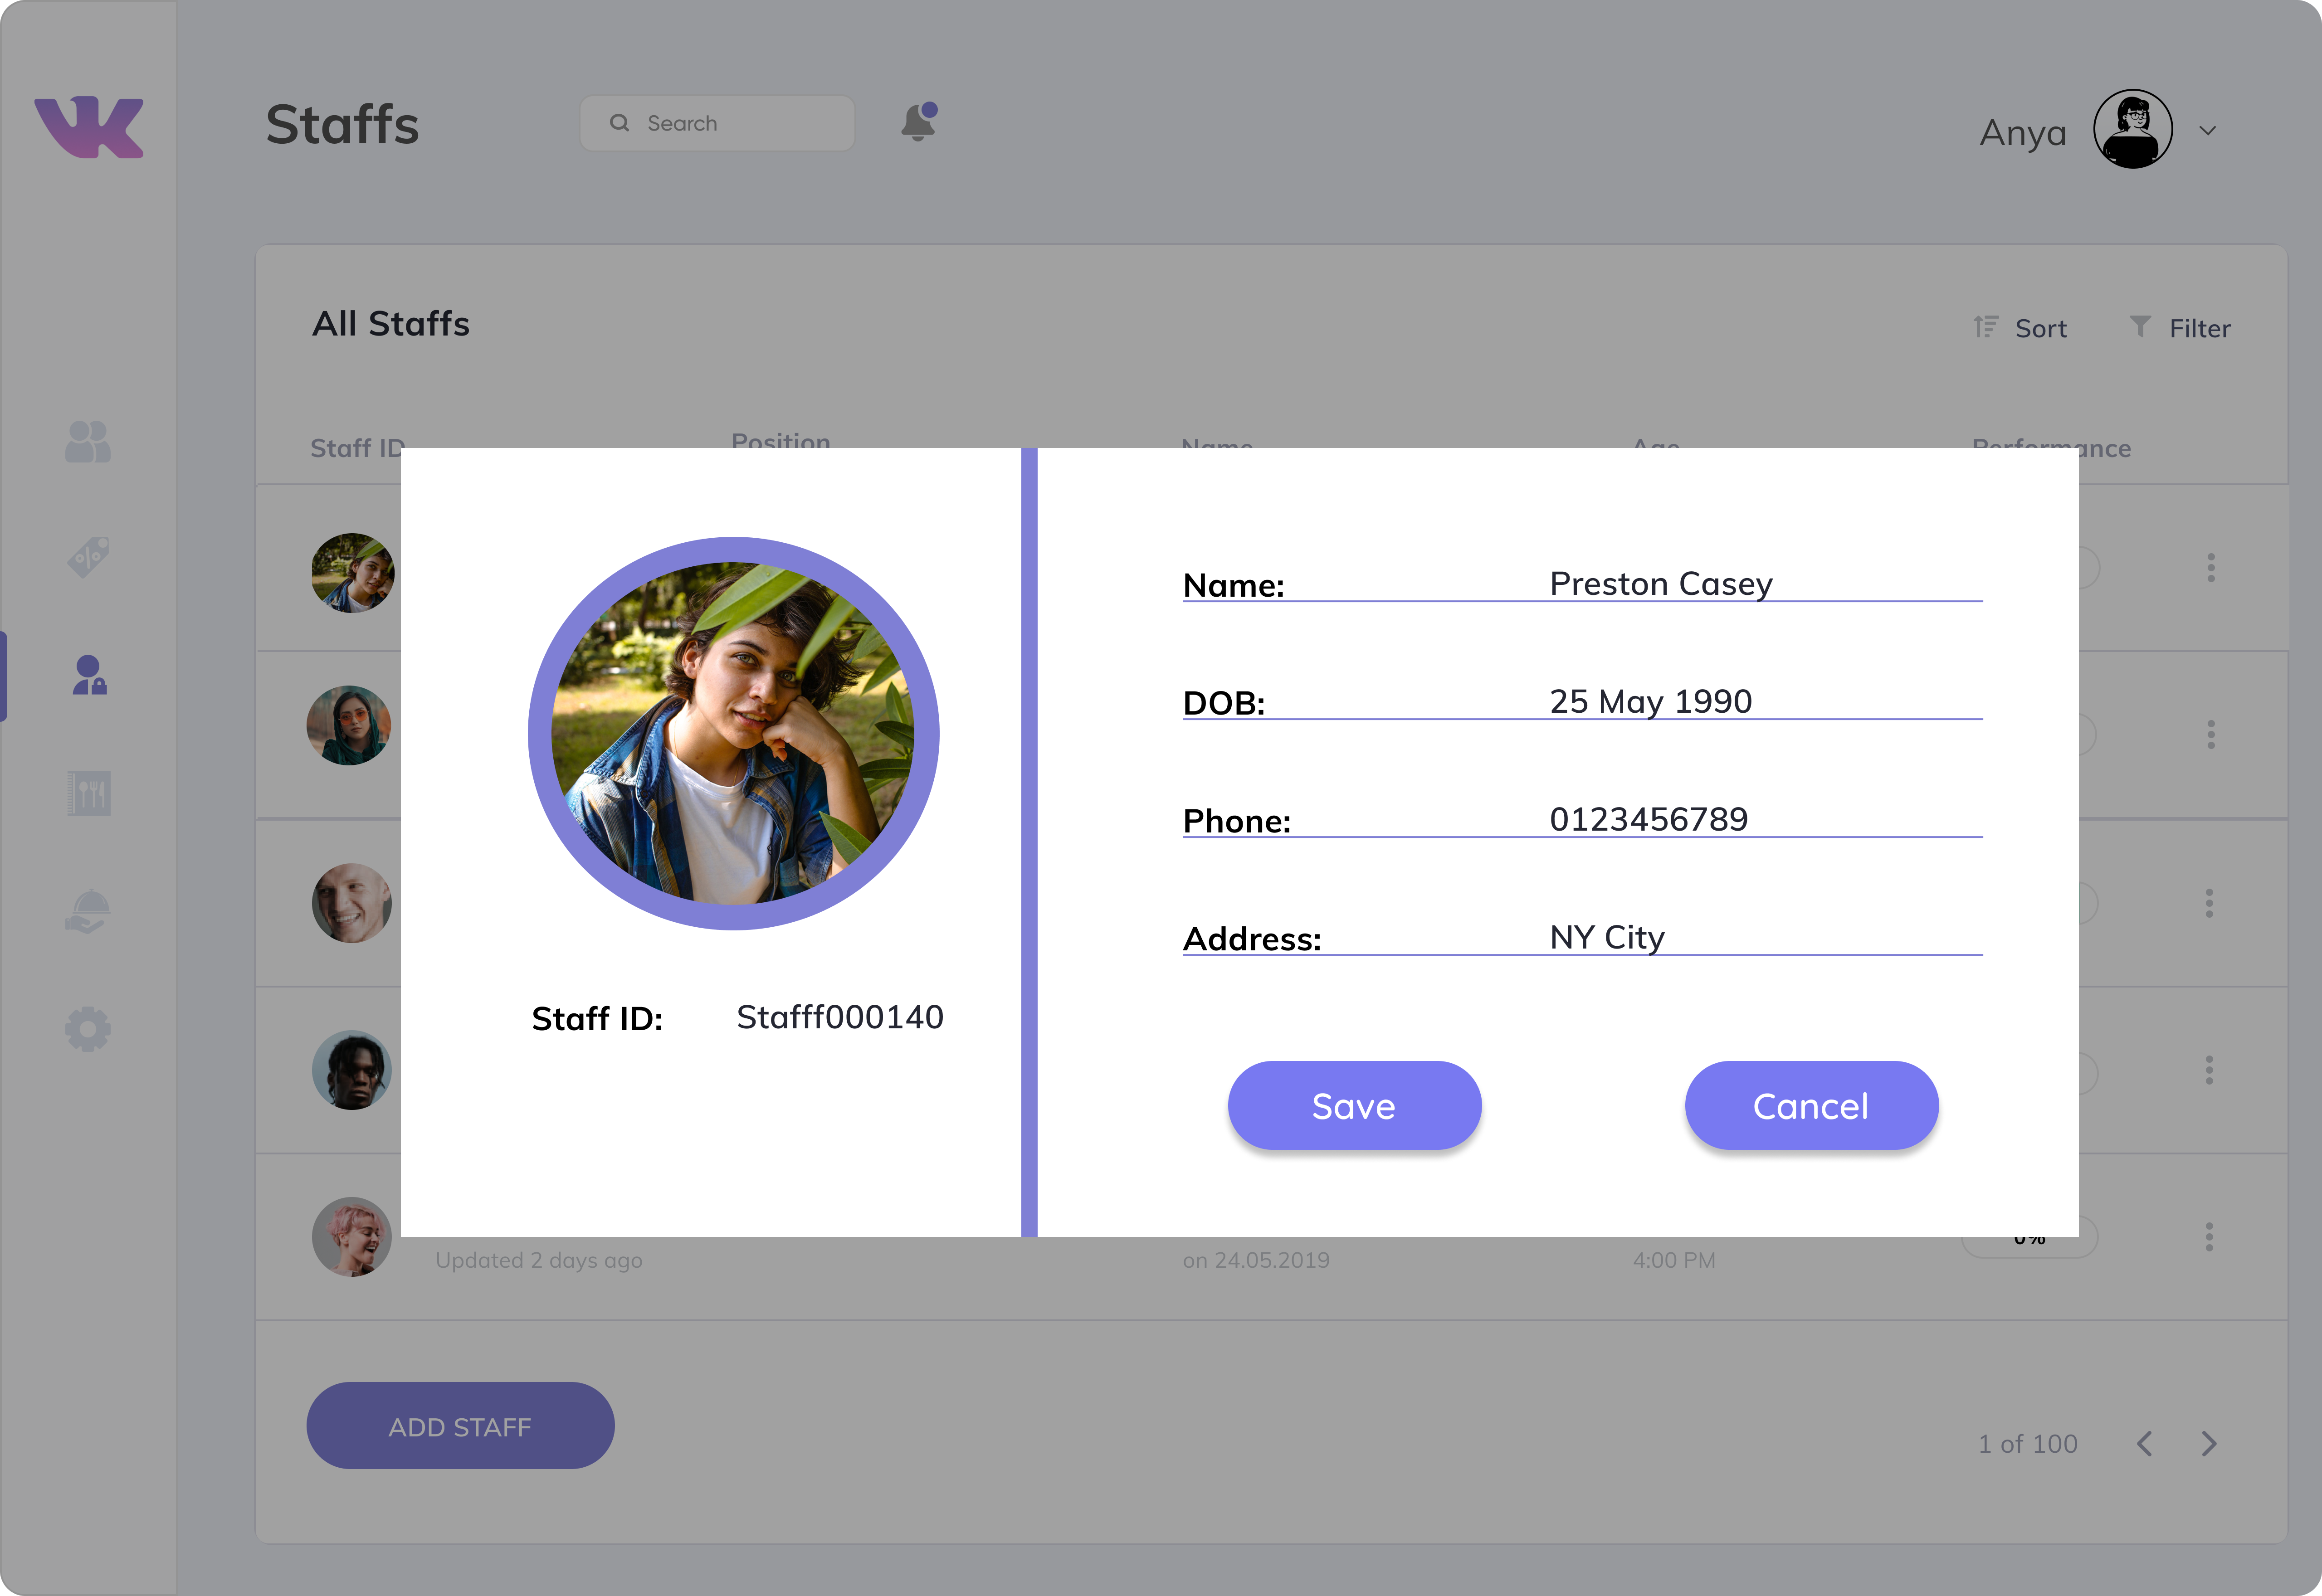 Staffs
Search
Anya
All Staffs
Sort
Filter
Staff ID
Position
Name
Age
Performance
Name:
Preston Casey
DOB:
25 May 1990
Phone:
0123456789
Address:
NY City
Staff ID:
Stafff000140
Save
Cancel
0%
Updated 2 days ago
on 24.05.2019
4:00 PM
ADD STAFF
1 of 100